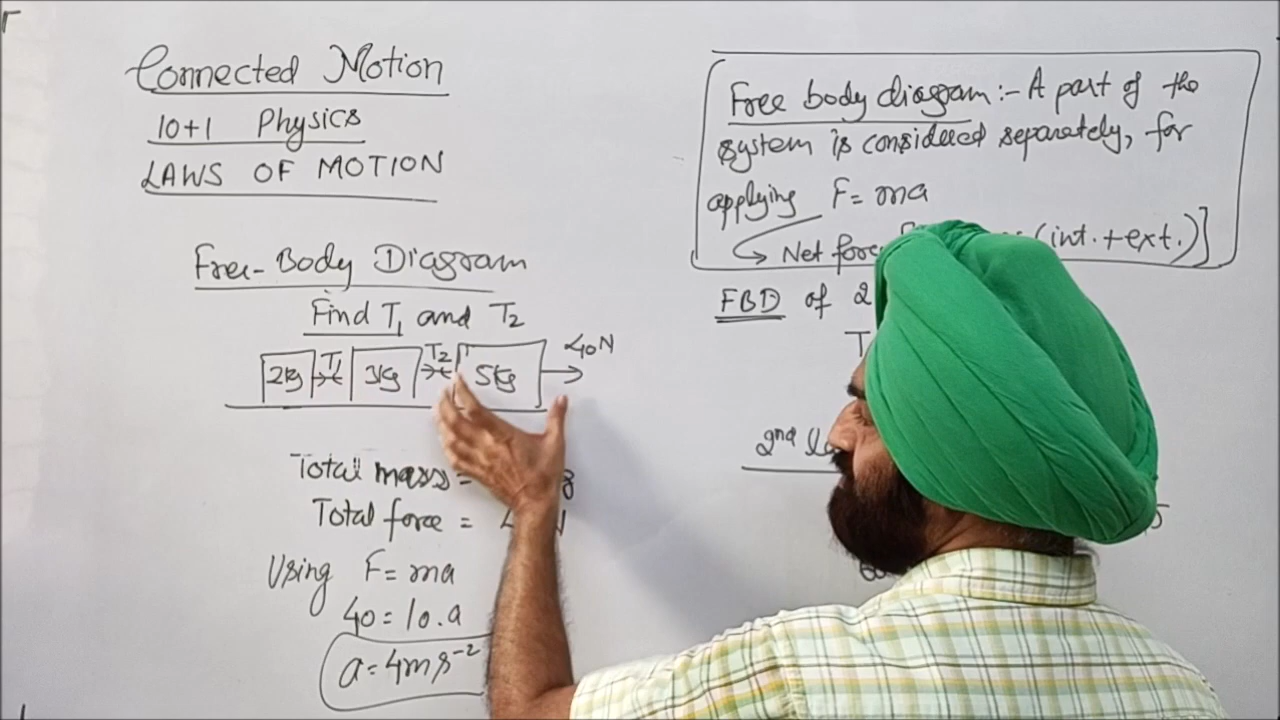 Connected Motion
10+1 Physics
LAWS OF MOTION
Free-Body Diagram
Find T₁ and T₂
2kg T₁ 3kg T₂ 5kg 40N
Total mass =
Total force =
Using F = ma
40 = 10.a
a = 4ms⁻²
Free body diagram :- A part of the
system is considered separately, for
applying F = ma
Net force (int. + ext.)]
FBD of 2
T
2nd